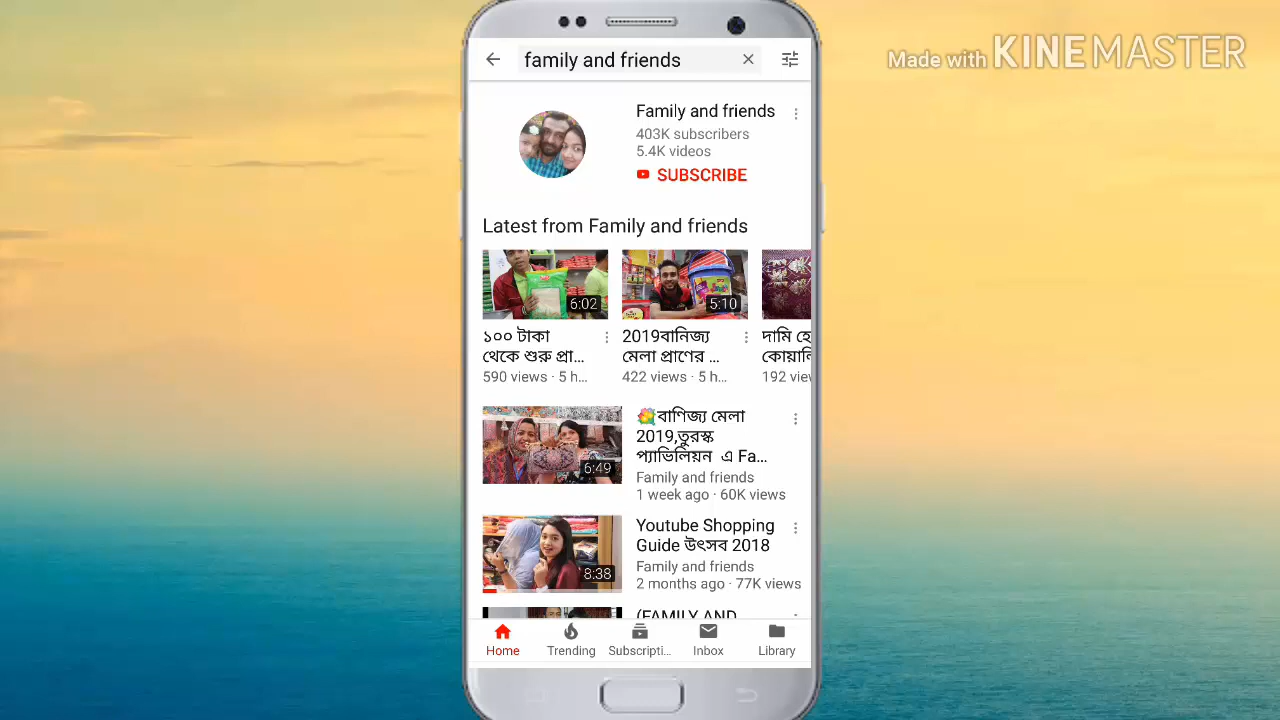 Made with KINEMASTER
family and friends
Family and friends
403K subscribers
5.4K videos
SUBSCRIBE
Latest from Family and friends
6:02
5:10
১০০ টাকা
থেকে শুরু প্রা...
590 views · 5 h...
2019বানিজ্য
মেলা প্রাণের ...
422 views · 5 h...
দামি
192
6:49
বাণিজ্য মেলা
2019,তুরস্ক
প্যাভিলিয়ন এ Fa...
Family and friends
1 week ago · 60K views
8:38
Youtube Shopping
Guide উৎসব 2018
Family and friends
2 months ago · 77K views
(FAMILY AND
Home
Trending
Subscripti...
Inbox
Library